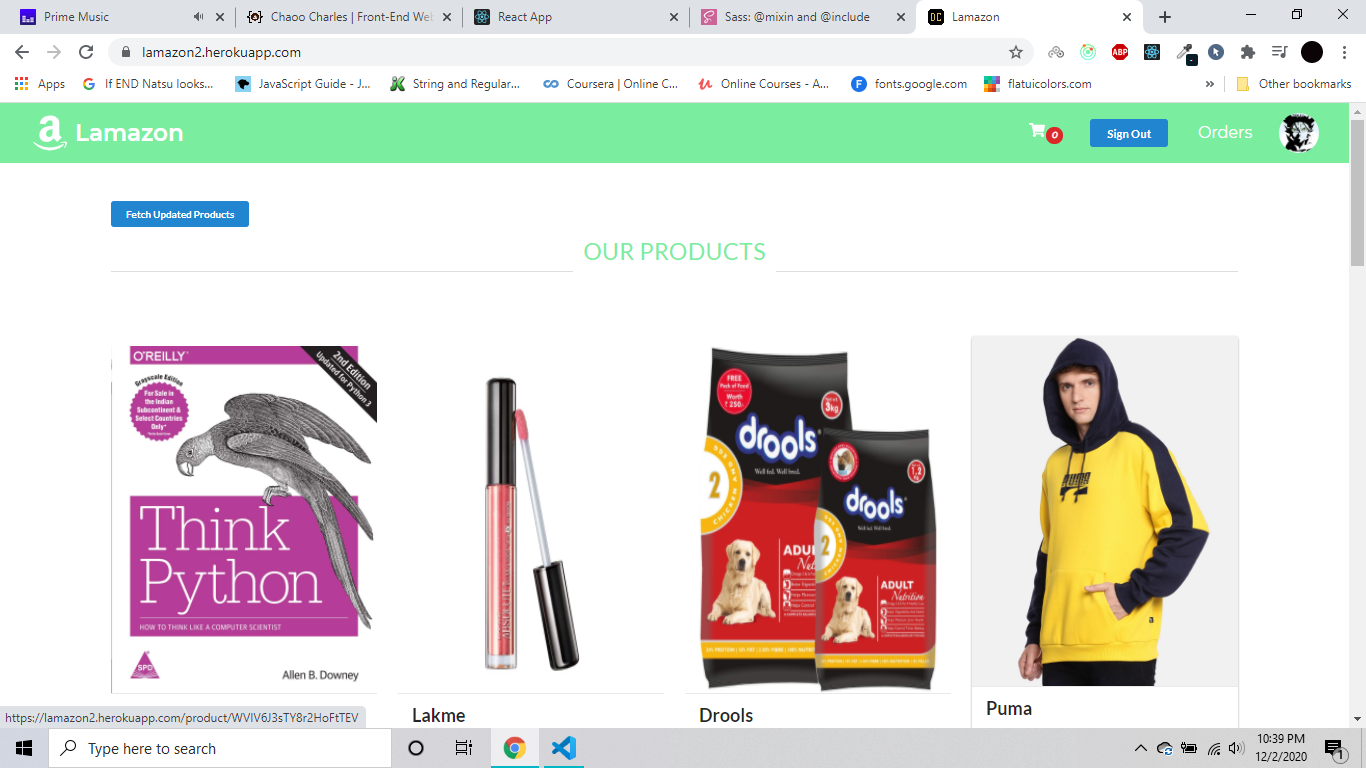 Prime Music
Chaoo Charles | Front-End Web
React App
Sass: @mixin and @include
Lamazon
lamazon2.herokuapp.com
ABP
Apps
If END Natsu looks...
JavaScript Guide - J...
String and Regular...
Coursera | Online C...
Online Courses - A...
fonts.google.com
flatuicolors.com
»
Other bookmarks
Lamazon
0
Sign Out
Orders
Fetch Updated Products
OUR PRODUCTS
O'REILLY
2nd Edition
Updated for Python 3
Grayscale Edition
For Sale in
the Indian
Subcontinent &
Select Countries
Only*
Think
Python
HOW TO THINK LIKE A COMPUTER SCIENTIST
SPD
Allen B. Downey
FREE
Pack of Food
Worth
₹ 250/-
3kg
drools
Well fed. Well bred.
2
CHICKEN
ADULT
Nutrition
1.2
kg
drools
Well fed. Well bred.
2
ADULT
Nutrition
PUMA
Lakme
Drools
Puma
https://lamazon2.herokuapp.com/product/WVIV6J3sTY8r2HoFtTEV
Type here to search
10:39 PM
12/2/2020
1